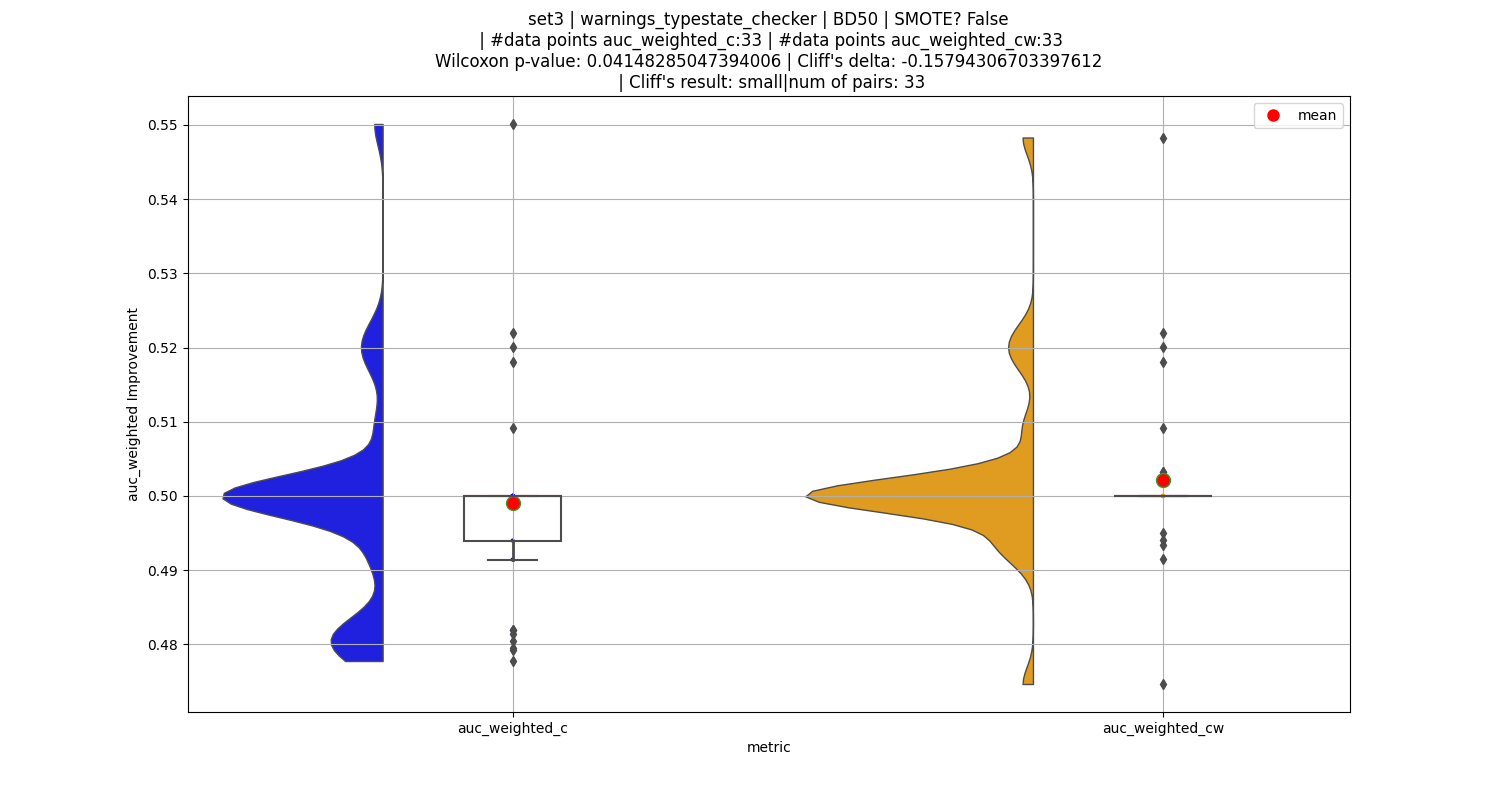 set3 | warnings_typestate_checker | BD50 | SMOTE? False
| #data points auc_weighted_c:33 | #data points auc_weighted_cw:33
Wilcoxon p-value: 0.04148285047394006 | Cliff's delta: -0.15794306703397612
| Cliff's result: small|num of pairs: 33
mean
auc_weighted Improvement
0.55
0.54
0.53
0.52
0.51
0.50
0.49
0.48
auc_weighted_c
auc_weighted_cw
metric